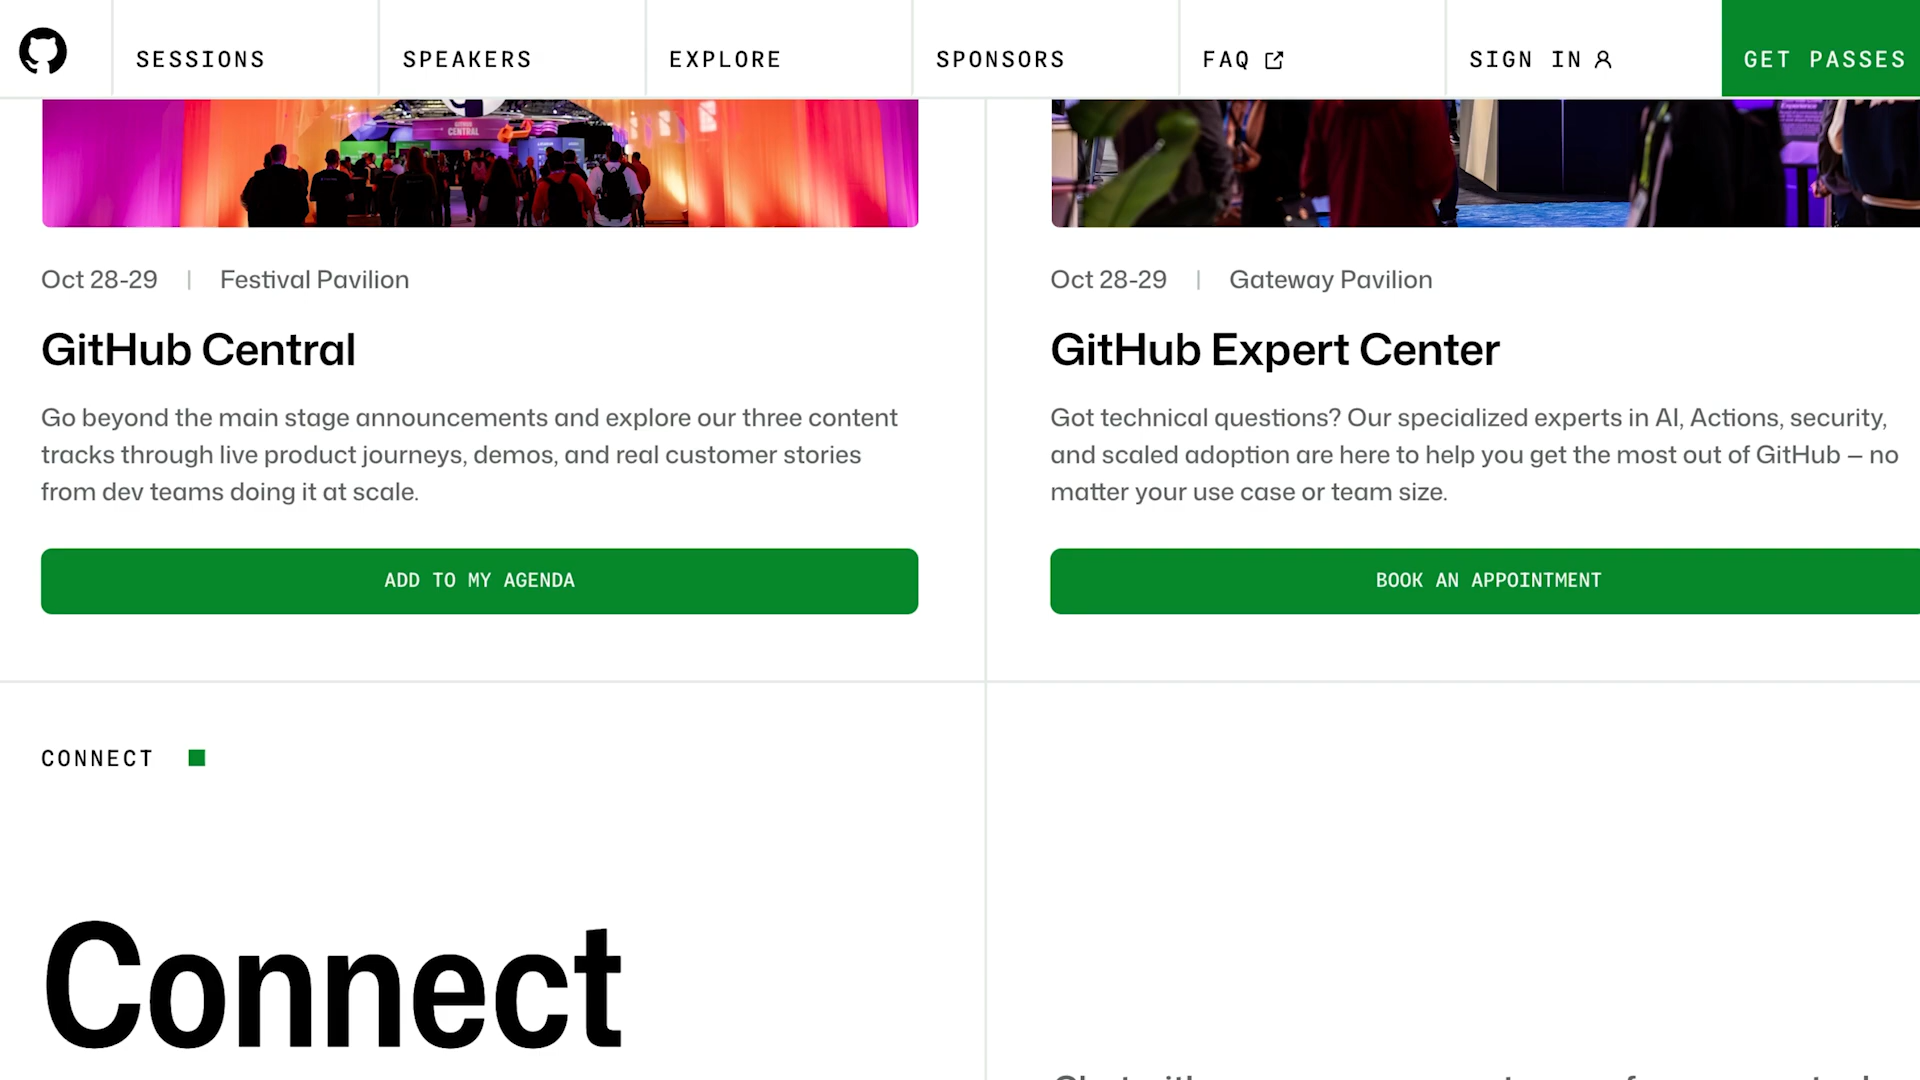 SESSIONS
SPEAKERS
EXPLORE
SPONSORS
FAQ
SIGN IN
GET PASSES
GITHUB
CENTRAL
Oct 28-29 | Festival Pavilion
GitHub Central
Go beyond the main stage announcements and explore our three content
tracks through live product journeys, demos, and real customer stories
from dev teams doing it at scale.
ADD TO MY AGENDA
Oct 28-29 | Gateway Pavilion
GitHub Expert Center
Got technical questions? Our specialized experts in AI, Actions, security,
and scaled adoption are here to help you get the most out of GitHub – no
matter your use case or team size.
BOOK AN APPOINTMENT
CONNECT
Connect